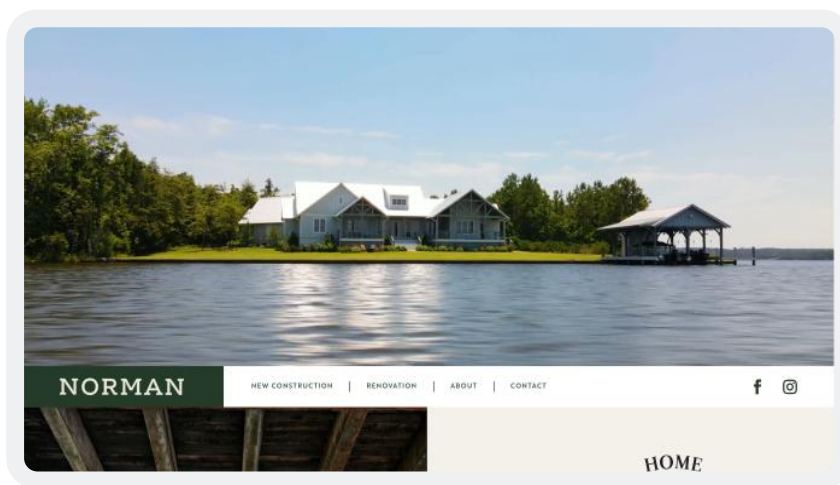 NORMAN
NEW CONSTRUCTION | RENOVATION | ABOUT | CONTACT
HOME